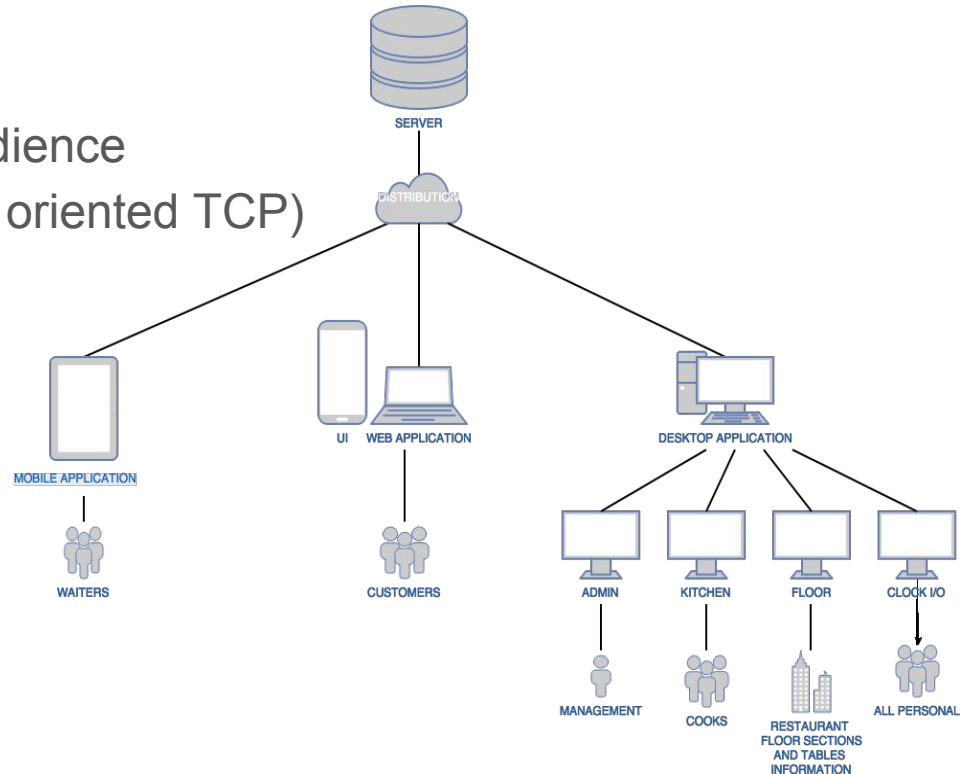 SERVER
dience
DISTRIBUTION
oriented TCP)
UI
WEB APPLICATION
DESKTOP APPLICATION
MOBILE APPLICATION
WAITERS
CUSTOMERS
ADMIN
KITCHEN
FLOOR
CLOCK I/O
MANAGEMENT
COOKS
ALL PERSONAL
RESTAURANT
FLOOR SECTIONS
AND TABLES
INFORMATION